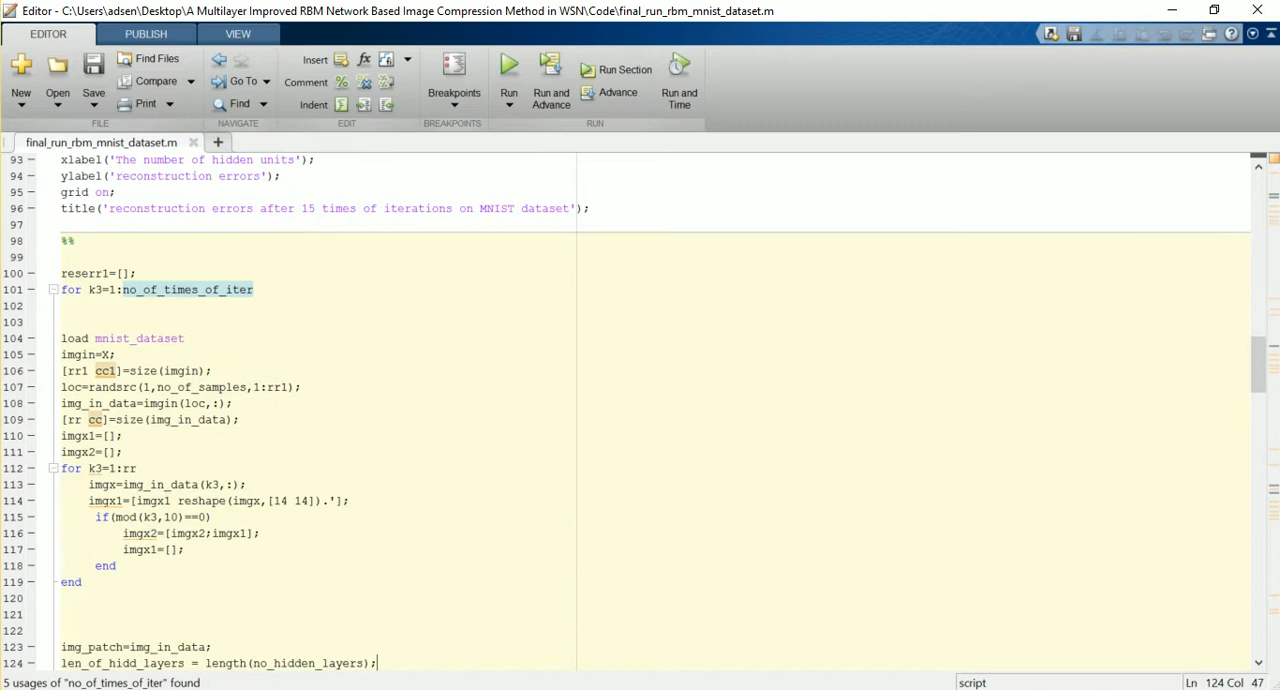 Editor - C:\Users\adsen\Desktop\A Multilayer Improved RBM Network Based Image Compression Method in WSN\Code\final_run_rbm_mnist_dataset.m
EDITOR PUBLISH VIEW
New Open Save Find Files Compare Print
Go To Find
Insert fx
Comment %
Indent
Breakpoints
Run Run and Advance Run Section Advance Run and Time
FILE NAVIGATE EDIT BREAKPOINTS RUN
final_run_rbm_mnist_dataset.m
93 xlabel('The number of hidden units');
94 ylabel('reconstruction errors');
95 grid on;
96 title('reconstruction errors after 15 times of iterations on MNIST dataset');
97
98 %%
99
100 reserr1=[];
101 for k3=1:no_of_times_of_iter
102
103
104 load mnist_dataset
105 imgin=X;
106 [rr1 cc1]=size(imgin);
107 loc=randsrc(1,no_of_samples,1:rr1);
108 img_in_data=imgin(loc,:);
109 [rr cc]=size(img_in_data);
110 imgx1=[];
111 imgx2=[];
112 for k3=1:rr
113 imgx=img_in_data(k3,:);
114 imgx1=[imgx1 reshape(imgx,[14 14]).'];
115 if(mod(k3,10)==0)
116 imgx2=[imgx2;imgx1];
117 imgx1=[];
118 end
119 end
120
121
122
123 img_patch=img_in_data;
124 len_of_hidd_layers = length(no_hidden_layers);
5 usages of "no_of_times_of_iter" found
script
Ln 124 Col 47